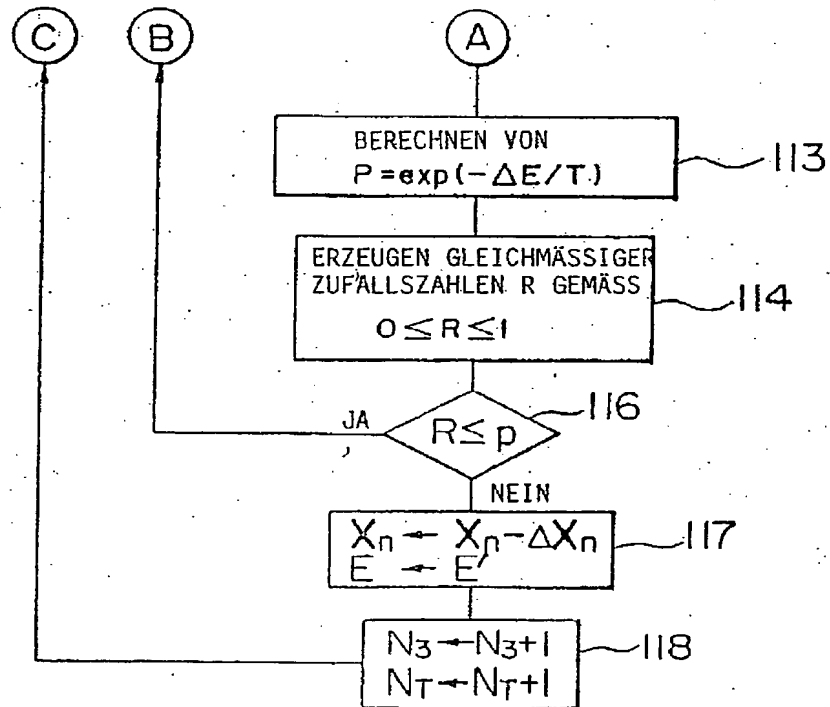 C B A
BERECHNEN VON
P=exp(-ΔE/T)
113
ERZEUGEN GLEICHMÄSSIGER
ZUFALLSZAHLEN R GEMÄSS
0≤R≤1
114
R≤p
116
JA
NEIN
Xn ← Xn-ΔXn
E ← E'
117
N3←N3+1
NT←NT+1
118